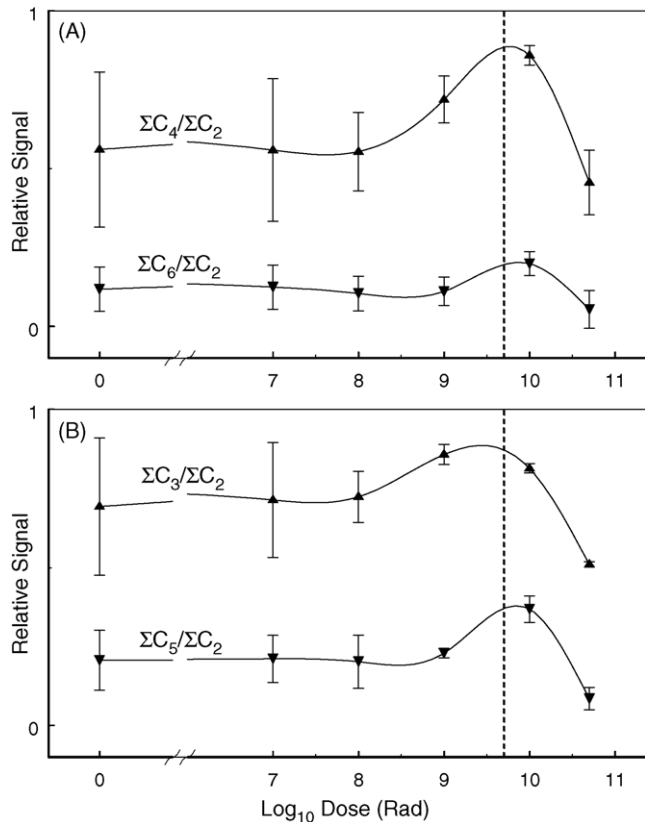 (A)
1
ΣC₄/ΣC₂
Relative Signal
ΣC₆/ΣC₂
0
0 7 8 9 10 11
1
(B)
ΣC₃/ΣC₂
Relative Signal
ΣC₅/ΣC₂
0
0 7 8 9 10 11
Log₁₀ Dose (Rad)